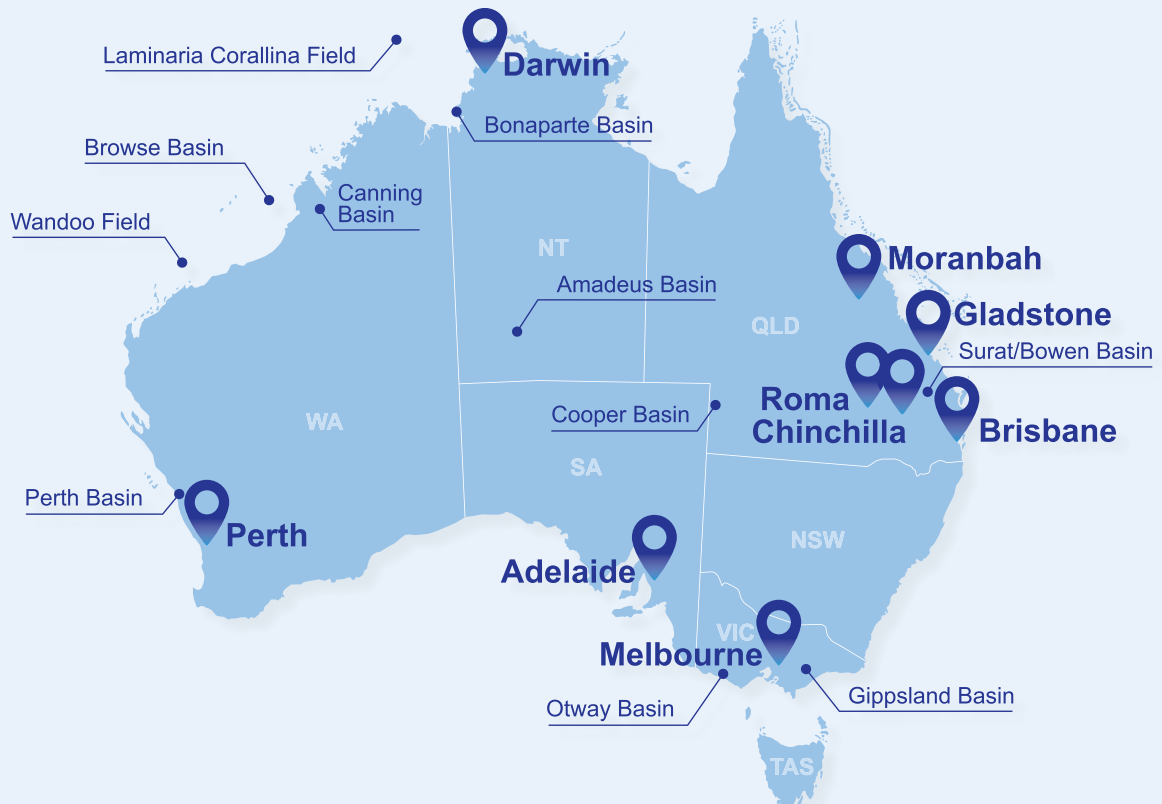 Laminaria Corallina Field
Darwin
Bonaparte Basin
Browse Basin
Canning
Basin
Wandoo Field
NT
Moranbah
Amadeus Basin
Gladstone
QLD
Surat/Bowen Basin
Roma
Cooper Basin
WA
Chinchilla
Brisbane
SA
Perth Basin
Perth
NSW
Adelaide
VIC
Melbourne
Gippsland Basin
Otway Basin
TAS